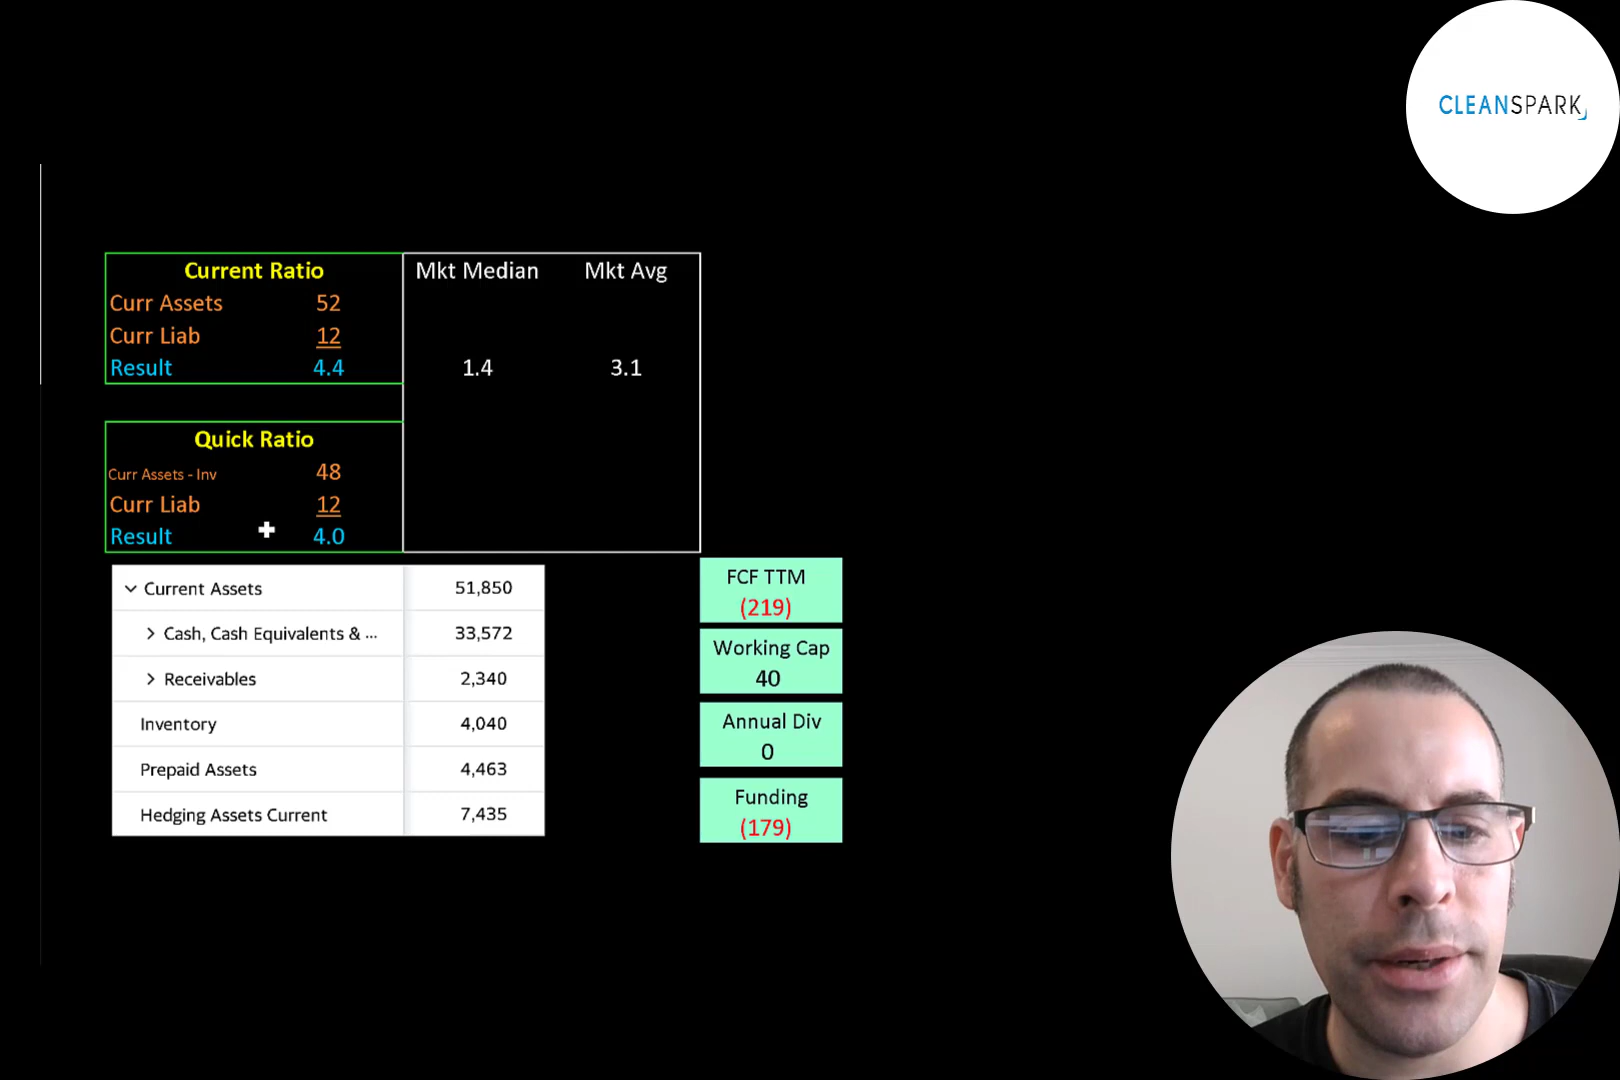 CLEANSPARK
Current Ratio Mkt Median Mkt Avg
Curr Assets 52
Curr Liab 12
Result 4.4 1.4 3.1
Quick Ratio
Curr Assets - Inv 48
Curr Liab 12
Result 4.0
Current Assets 51,850
Cash, Cash Equivalents & ... 33,572
Receivables 2,340
Inventory 4,040
Prepaid Assets 4,463
Hedging Assets Current 7,435
FCF TTM
(219)
Working Cap
40
Annual Div
0
Funding
(179)